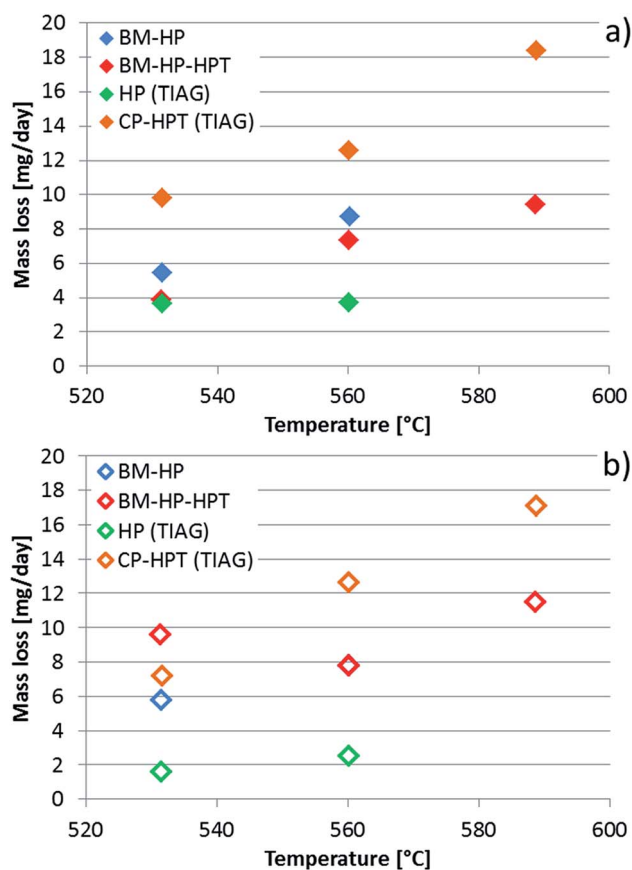 a)
BM-HP
BM-HP-HPT
HP (TIAG)
CP-HPT (TIAG)
Mass loss [mg/day]
20
18
16
14
12
10
8
6
4
2
0
520 540 560 580 600
Temperature [°C]
b)
BM-HP
BM-HP-HPT
HP (TIAG)
CP-HPT (TIAG)
Mass loss [mg/day]
20
18
16
14
12
10
8
6
4
2
0
520 540 560 580 600
Temperature [°C]